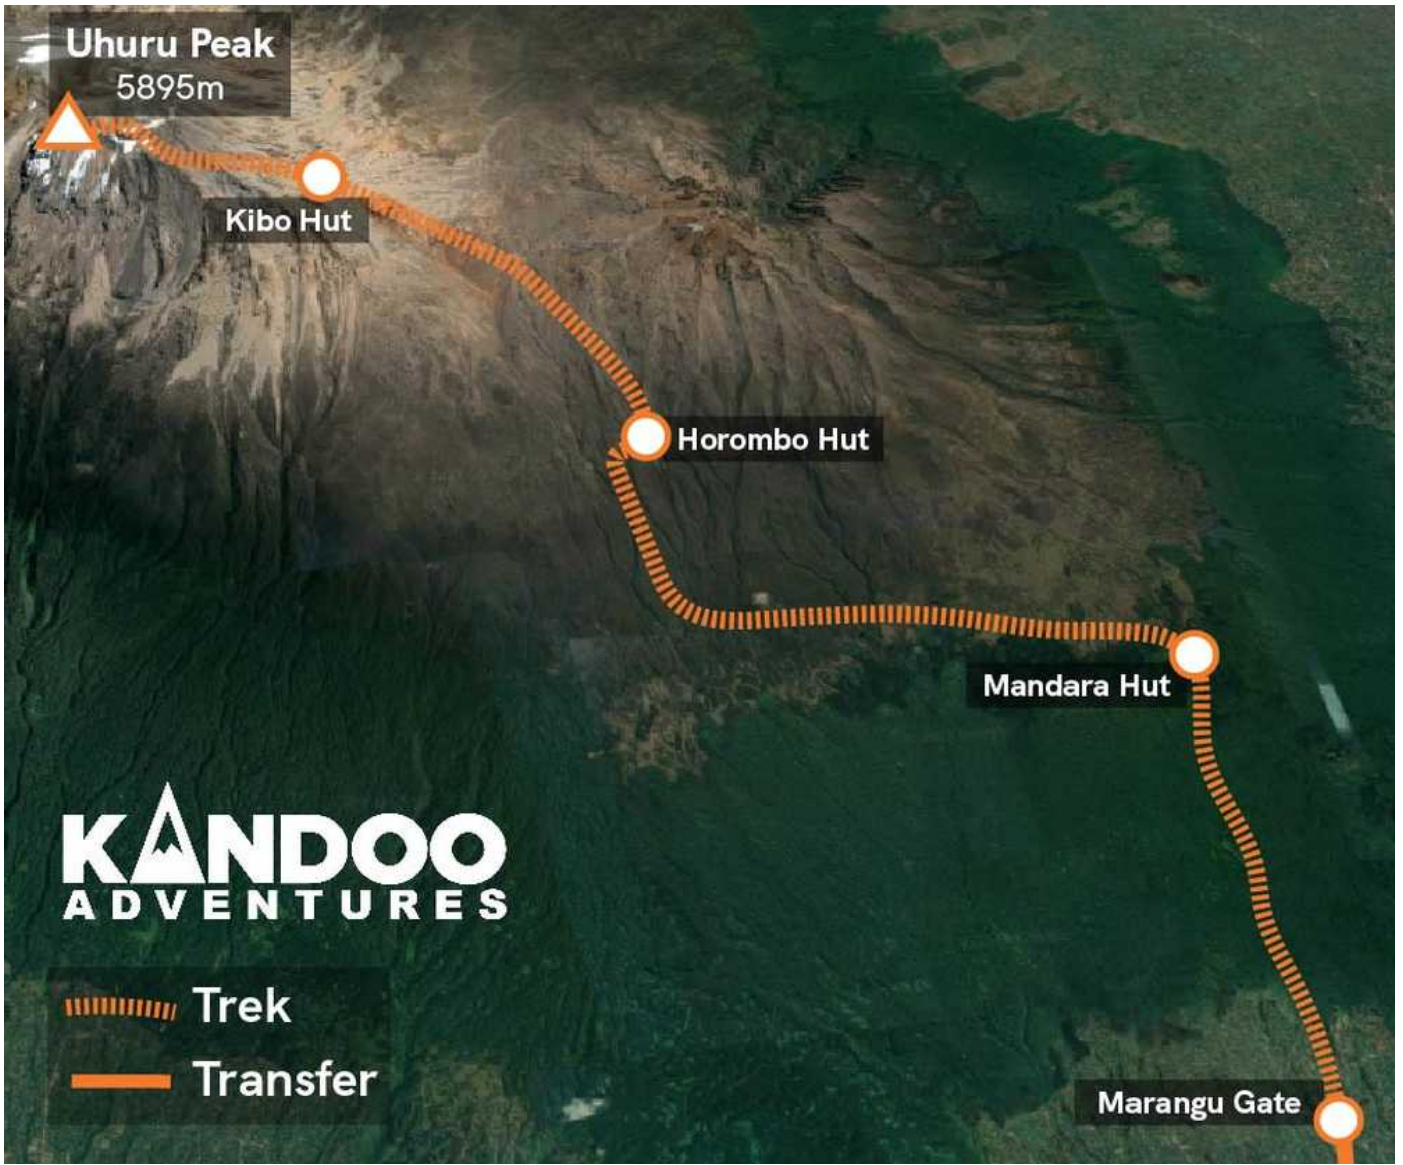 Uhuru Peak
5895m
Kibo Hut
Horombo Hut
Mandara Hut
KANDOO
ADVENTURES
Trek
Transfer
Marangu Gate